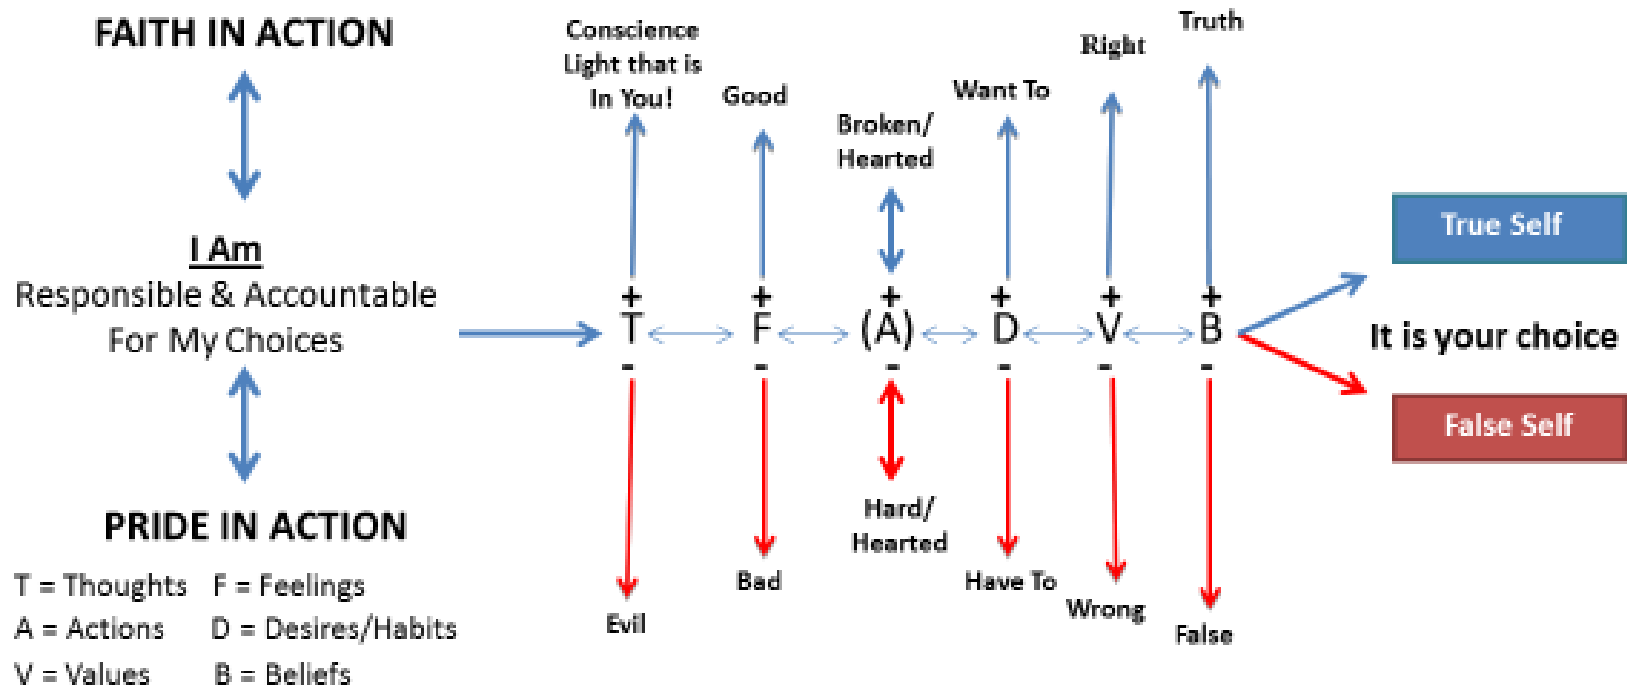 FAITH IN ACTION
I Am
Responsible & Accountable
For My Choices
PRIDE IN ACTION
T = Thoughts F = Feelings
A = Actions D = Desires/Habits
V = Values B = Beliefs
Conscience
Light that is
In You!
Good
Broken/
Hearted
Want To
Right
Truth
+ + + + + +
T F (A) D V B
- - - - - -
Evil
Bad
Hard/
Hearted
Have To
Wrong
False
True Self
It is your choice
False Self